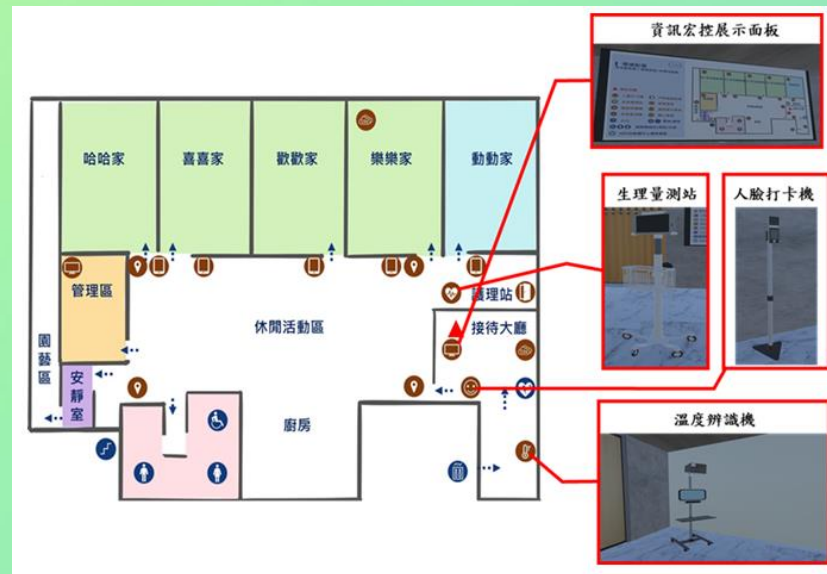 資訊宏控展示面板
哈哈家
喜喜家
歡歡家
樂樂家
動動家
生理量測站
人臉打卡機
管理區
護理站
休閒活動區
接待大廳
園藝區
安靜室
廚房
溫度辨識機